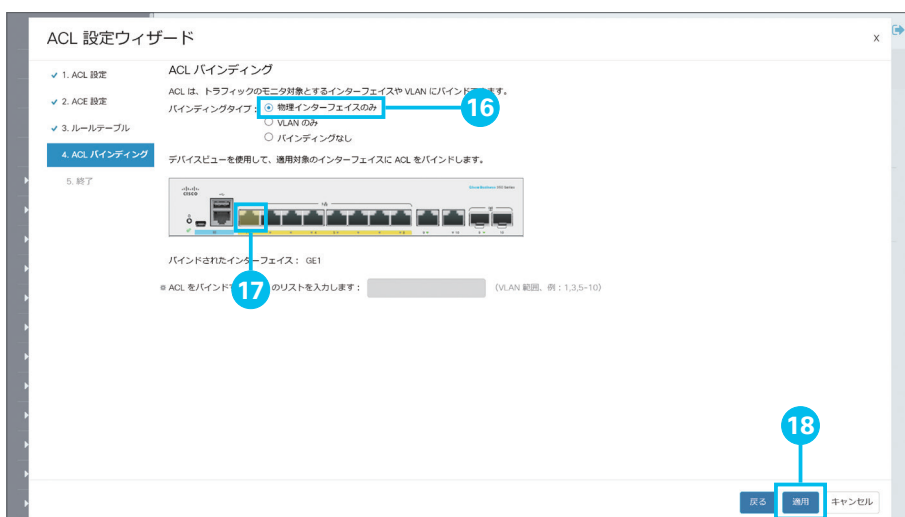 ACL 設定ウィザード
X
✓ 1. ACL 設定
✓ 2. ACE 設定
✓ 3. ルールテーブル
4. ACL バインディング
5. 終了
ACL バインディング
ACL は、トラフィックのモニタ対象とするインターフェイスや VLAN にバインド
ます。
バインディングタイプ：
物理インターフェイスのみ
16
VLAN のみ
バインディングなし
デバイスビューを使用して、適用対象のインターフェイスに ACL をバインドします。
CISCO
17
バインドされたインターフェイス： GE1
ACL をバインド
のリストを入力します：
（VLAN 範囲、例：1,3,5-10）
18
戻る
適用
キャンセル